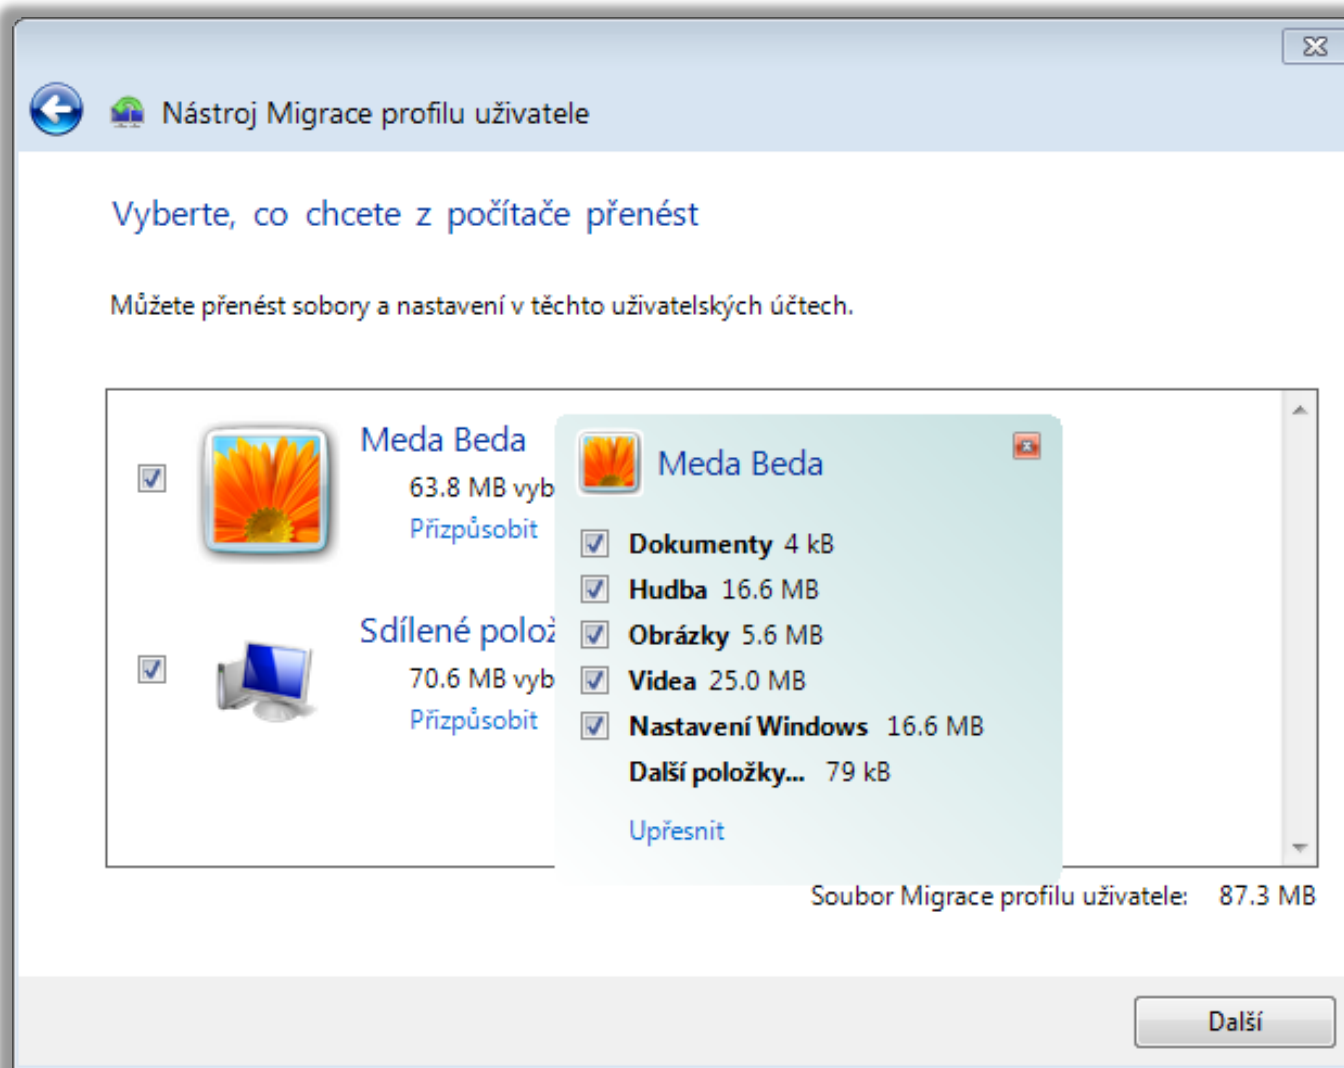 Nástroj Migrace profilu uživatele
Vyberte, co chcete z počítače přenést
Můžete přenést sobory a nastavení v těchto uživatelských účtech.
Meda Beda
63.8 MB vyb
Přizpůsobit
Sdílené polož
70.6 MB vyb
Přizpůsobit
Meda Beda
Dokumenty 4 kB
Hudba 16.6 MB
Obrázky 5.6 MB
Videa 25.0 MB
Nastavení Windows 16.6 MB
Další položky... 79 kB
Upřesnit
Soubor Migrace profilu uživatele: 87.3 MB
Další